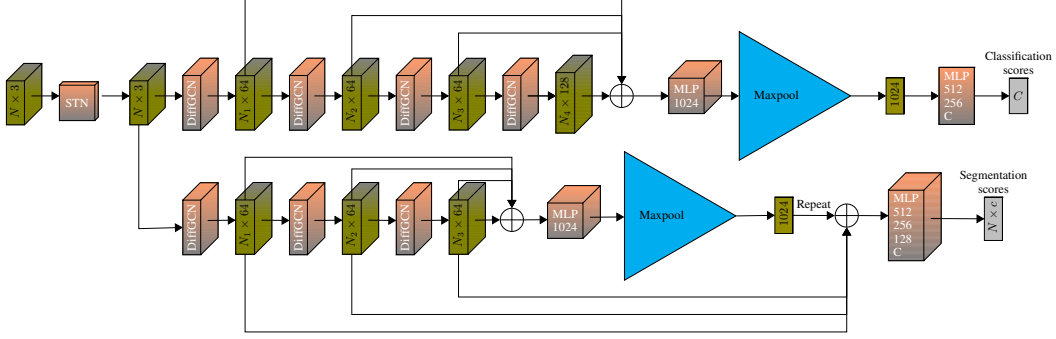 Classification
scores
N × 3
STN
N × 3
DiffGCN
N₂ × 64
DiffGCN
N₂ × 64
DiffGCN
N₃ × 64
DiffGCN
N₄ × 128
MLP
1024
Maxpool
1024
MLP
512
256
C
C
Segmentation
scores
DiffGCN
N₁ × 64
DiffGCN
N₂ × 64
DiffGCN
N₃ × 64
MLP
1024
Maxpool
1024
Repeat
MLP
512
256
128
C
N × c